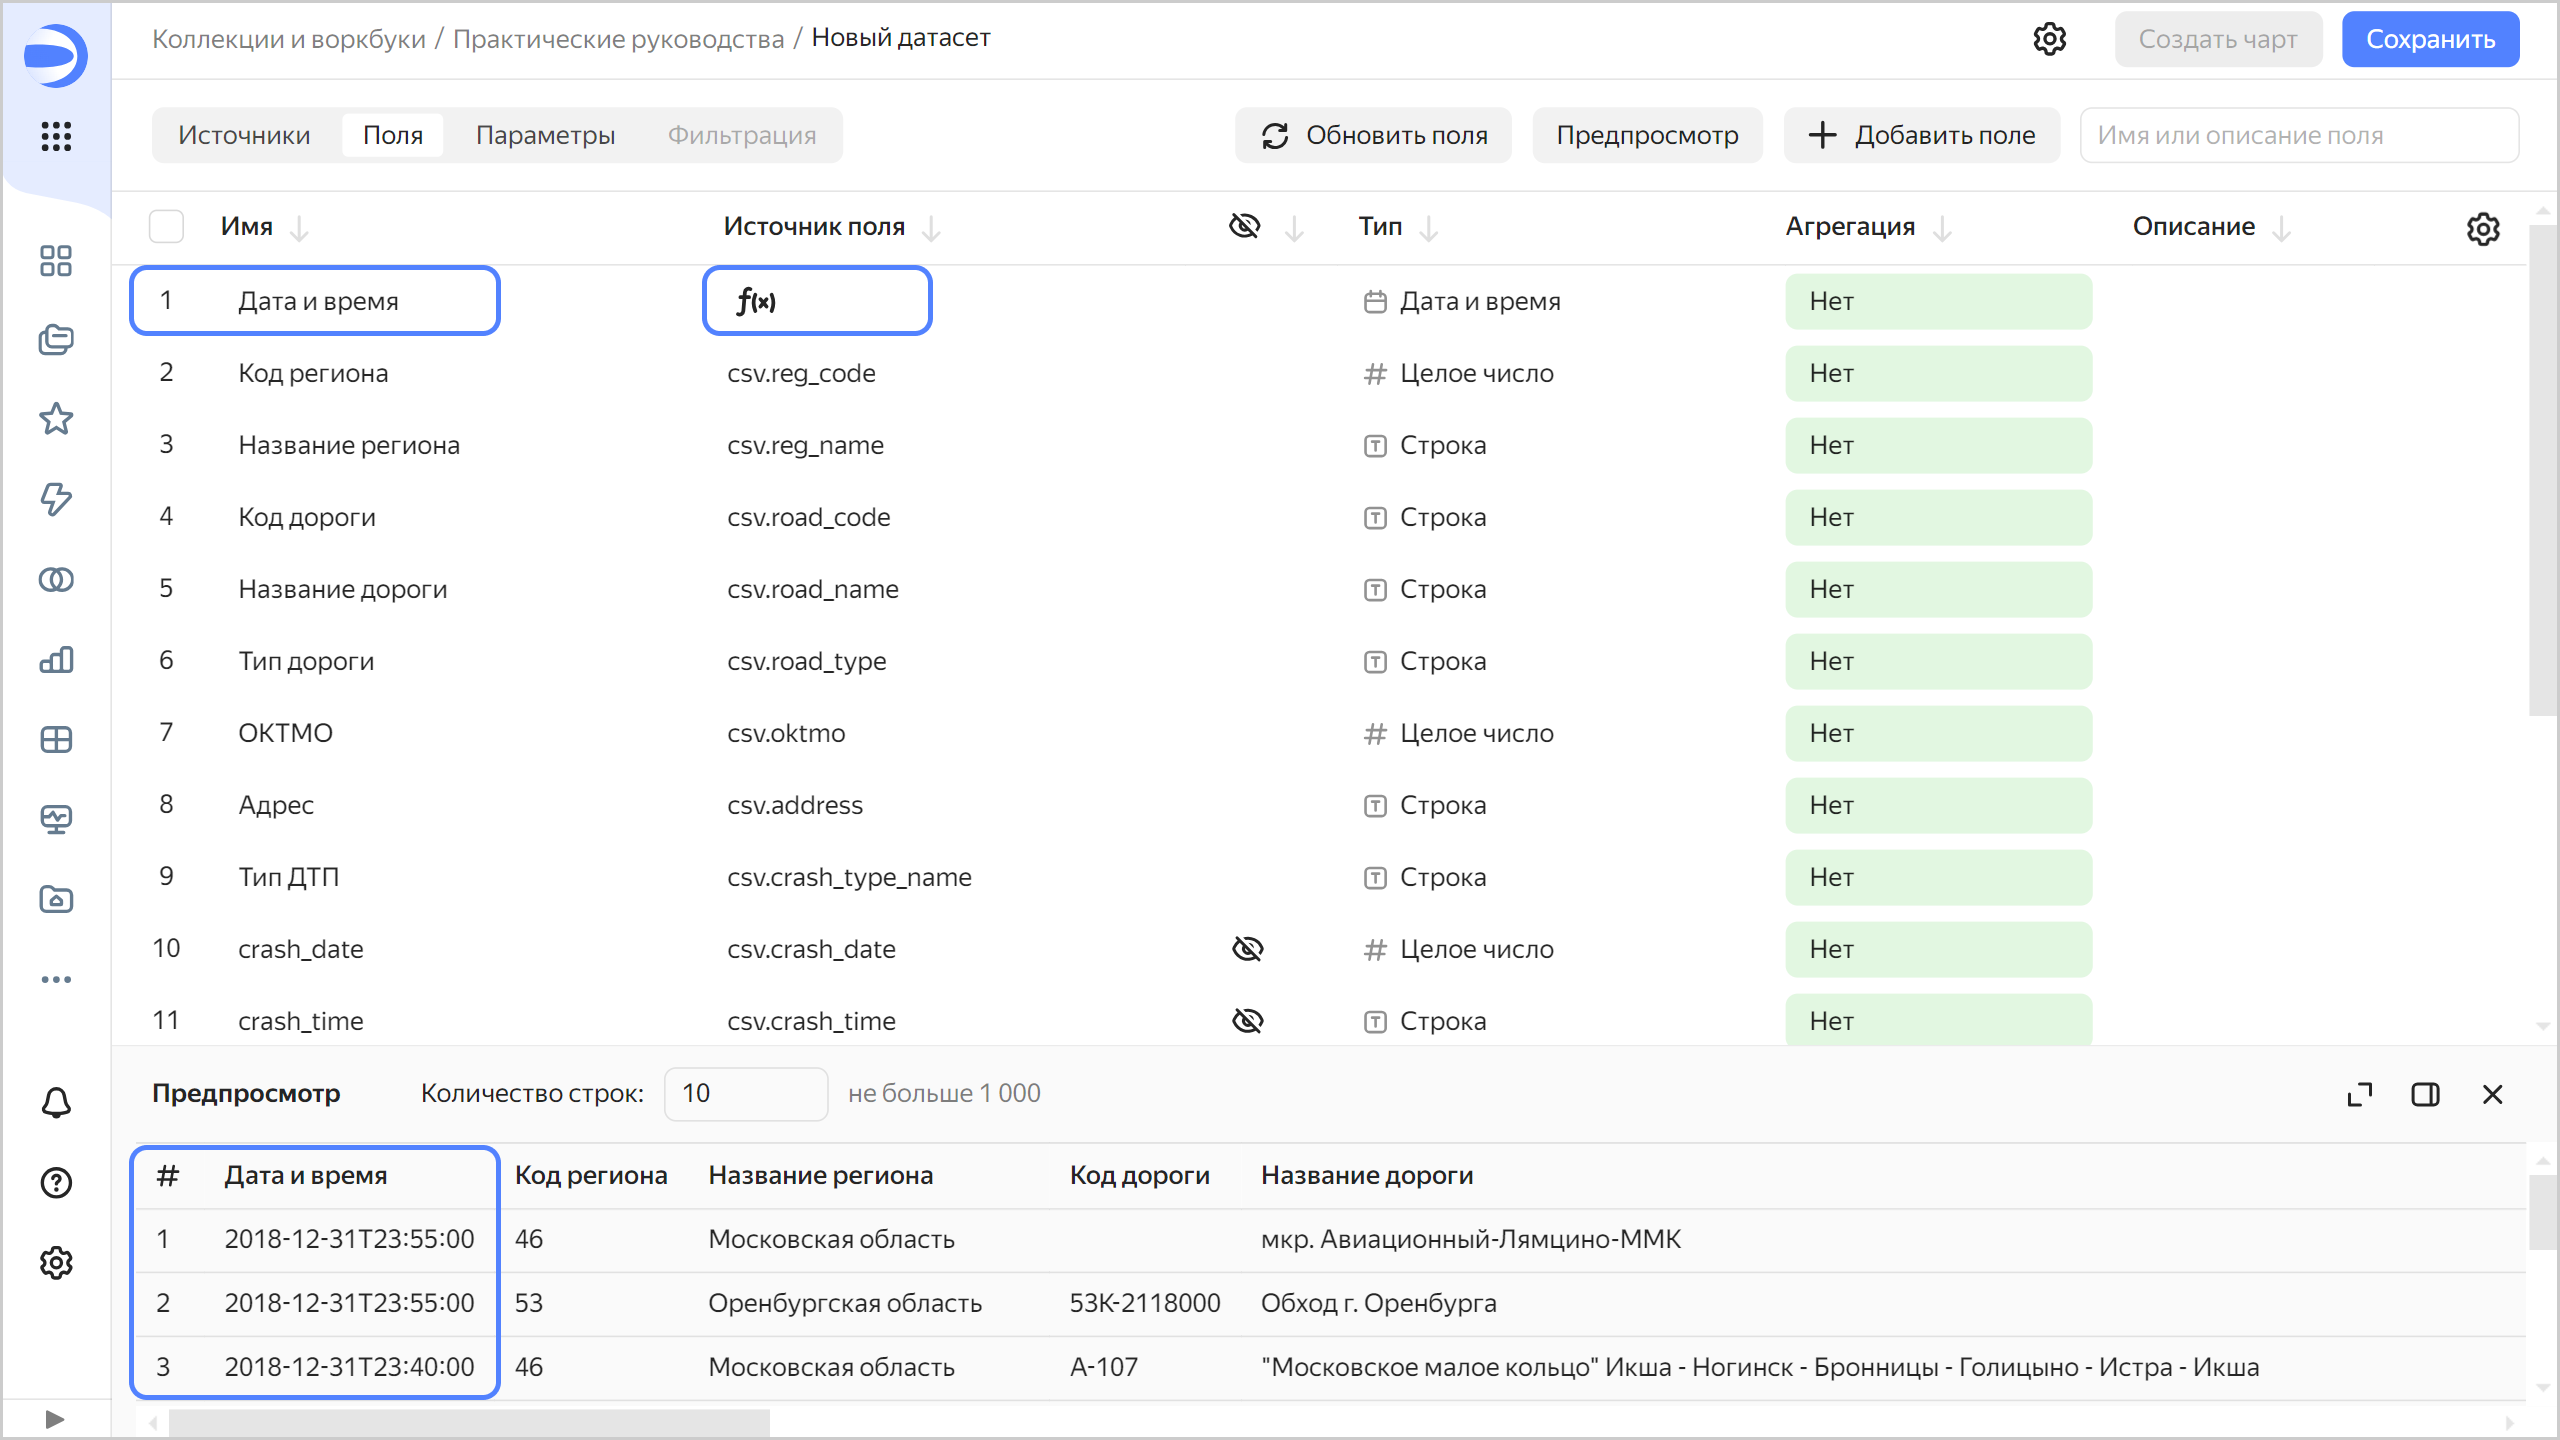 Коллекции и воркбуки / Практические руководства / Новый датасет
Создать чарт
Сохранить
Источники Поля Параметры Фильтрация
Обновить поля
Предпросмотр
Добавить поле
Имя или описание поля
Имя Источник поля Тип Агрегация Описание
1 Дата и время f(x) Дата и время Нет
2 Код региона csv.reg_code Целое число Нет
3 Название региона csv.reg_name Строка Нет
4 Код дороги csv.road_code Строка Нет
5 Название дороги csv.road_name Строка Нет
6 Тип дороги csv.road_type Строка Нет
7 ОКТМО csv.oktmo Целое число Нет
8 Адрес csv.address Строка Нет
9 Тип ДТП csv.crash_type_name Строка Нет
10 crash_date csv.crash_date Целое число Нет
11 crash_time csv.crash_time Строка Нет
Предпросмотр Количество строк: 10 не больше 1 000
# Дата и время Код региона Название региона Код дороги Название дороги
1 2018-12-31T23:55:00 46 Московская область мкр. Авиационный-Лямцино-ММК
2 2018-12-31T23:55:00 53 Оренбургская область 53К-2118000 Обход г. Оренбурга
3 2018-12-31T23:40:00 46 Московская область А-107 "Московское малое кольцо" Икша - Ногинск - Бронницы - Голицыно - Истра - Икша